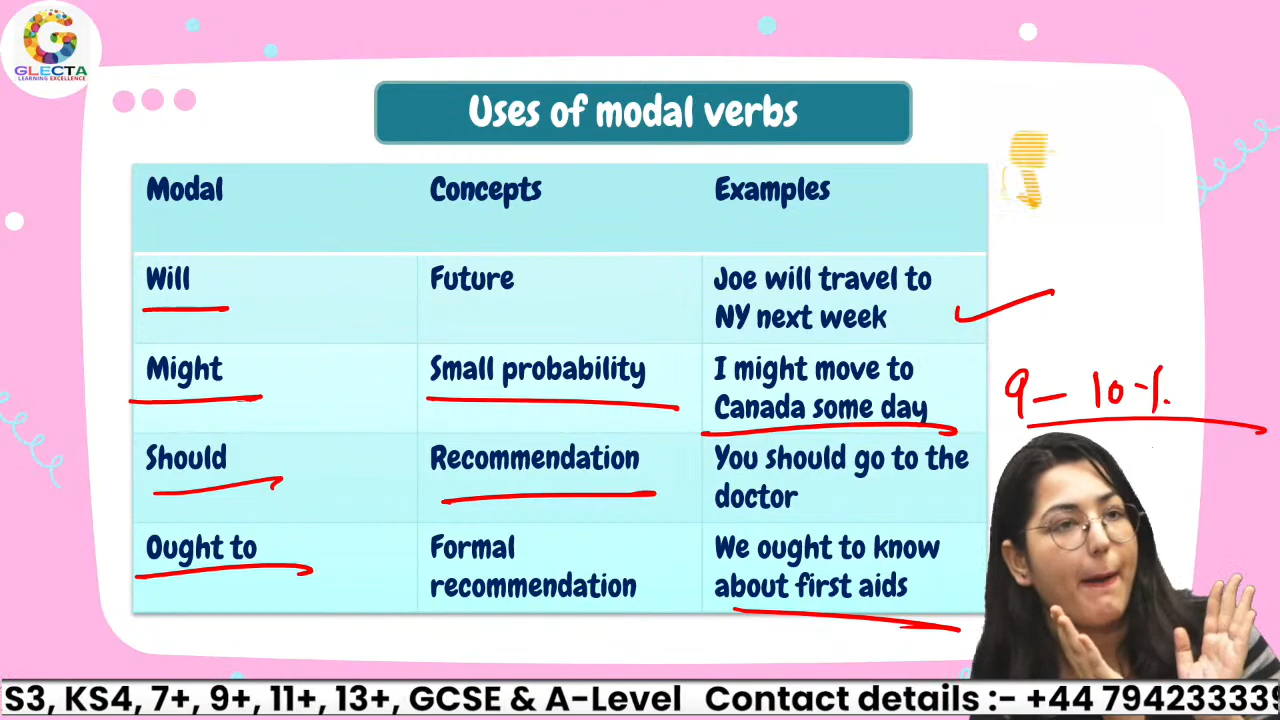 GLECTA
LEARNING EXCELLENCE
Uses of modal verbs
Modal
Concepts
Examples
Will
Future
Joe will travel to
NY next week
Might
Small probability
I might move to
Canada some day
9 – 10 %.
Should
Recommendation
You should go to the
doctor
Ought to
Formal
recommendation
We ought to know
about first aids
S3, KS4, 7+, 9+, 11+, 13+, GCSE & A-Level Contact details :- +44 794233339